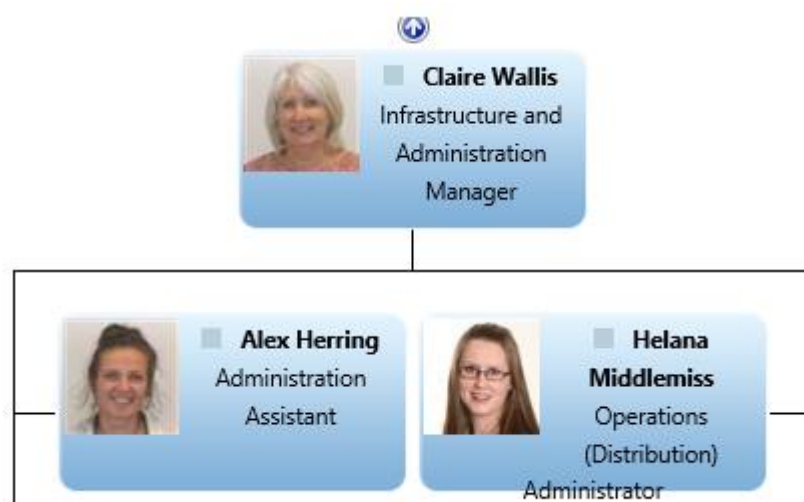 Claire Wallis
Infrastructure and
Administration
Manager
Alex Herring
Administration
Assistant
Helana
Middlemiss
Operations
(Distribution)
Administrator